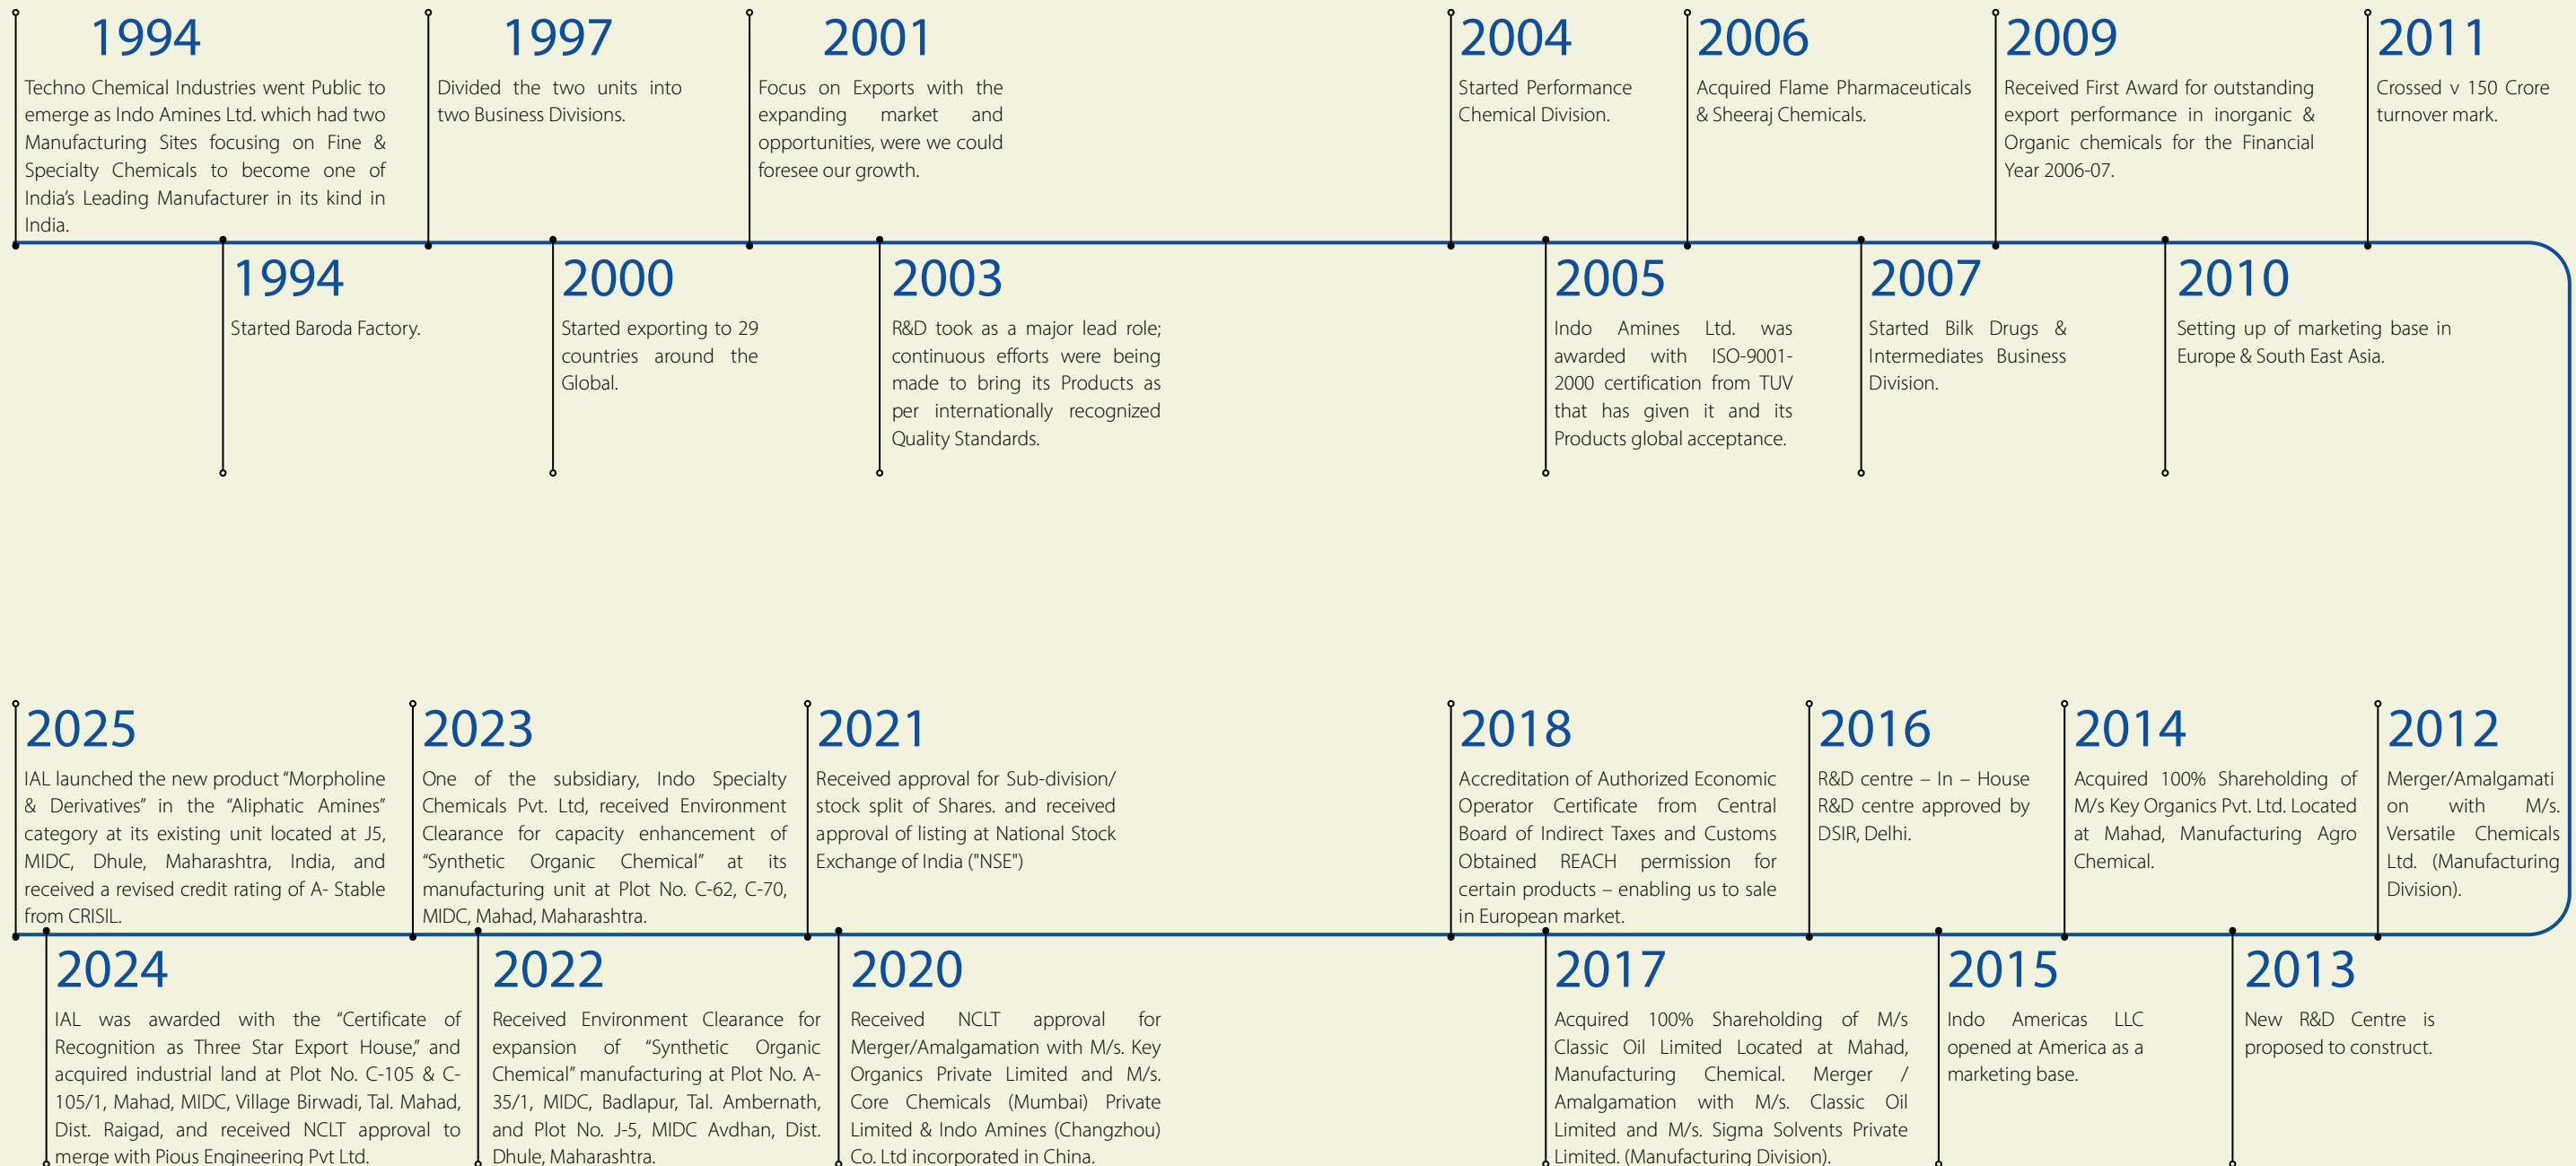 1994
Techno Chemical Industries went Public to
emerge as Indo Amines Ltd. which had two
Manufacturing Sites focusing on Fine &
Specialty Chemicals to become one of
India's Leading Manufacturer in its kind in
India.
1994
Started Baroda Factory.
1997
Divided the two units into
two Business Divisions.
2000
Started exporting to 29
countries around the
Global.
2001
Focus on Exports with the
expanding market and
opportunities, were we could
foresee our growth.
2003
R&D took as a major lead role;
continuous efforts were being
made to bring its Products as
per internationally recognized
Quality Standards.
2004
Started Performance
Chemical Division.
2005
Indo Amines Ltd. was
awarded with ISO-9001-
2000 certification from TUV
that has given it and its
Products global acceptance.
2006
Acquired Flame Pharmaceuticals
& Sheeraj Chemicals.
2007
Started Bilk Drugs &
Intermediates Business
Division.
2009
Received First Award for outstanding
export performance in inorganic &
Organic chemicals for the Financial
Year 2006-07.
2010
Setting up of marketing base in
Europe & South East Asia.
2011
Crossed v 150 Crore
turnover mark.
2012
Merger/Amalgamati
on with M/s.
Versatile Chemicals
Ltd. (Manufacturing
Division).
2013
New R&D Centre is
proposed to construct.
2014
Acquired 100% Shareholding of
M/s Key Organics Pvt. Ltd. Located
at Mahad, Manufacturing Agro
Chemical.
2015
Indo Americas LLC
opened at America as a
marketing base.
2016
R&D centre – In – House
R&D centre approved by
DSIR, Delhi.
2017
Acquired 100% Shareholding of M/s
Classic Oil Limited Located at Mahad,
Manufacturing Chemical. Merger /
Amalgamation with M/s. Classic Oil
Limited and M/s. Sigma Solvents Private
Limited. (Manufacturing Division).
2018
Accreditation of Authorized Economic
Operator Certificate from Central
Board of Indirect Taxes and Customs
Obtained REACH permission for
certain products – enabling us to sale
in European market.
2020
Received NCLT approval for
Merger/Amalgamation with M/s. Key
Organics Private Limited and M/s.
Core Chemicals (Mumbai) Private
Limited & Indo Amines (Changzhou)
Co. Ltd incorporated in China.
2021
Received approval for Sub-division/
stock split of Shares. and received
approval of listing at National Stock
Exchange of India ("NSE")
2022
Received Environment Clearance for
expansion of “Synthetic Organic
Chemical” manufacturing at Plot No. A-
35/1, MIDC, Badlapur, Tal. Ambernath,
and Plot No. J-5, MIDC Avdhan, Dist.
Dhule, Maharashtra.
2023
One of the subsidiary, Indo Specialty
Chemicals Pvt. Ltd, received Environment
Clearance for capacity enhancement of
“Synthetic Organic Chemical” at its
manufacturing unit at Plot No. C-62, C-70,
MIDC, Mahad, Maharashtra.
2024
IAL was awarded with the “Certificate of
Recognition as Three Star Export House,” and
acquired industrial land at Plot No. C-105 & C-
105/1, Mahad, MIDC, Village Birwadi, Tal. Mahad,
Dist. Raigad, and received NCLT approval to
merge with Pious Engineering Pvt Ltd.
2025
IAL launched the new product “Morpholine
& Derivatives” in the “Aliphatic Amines”
category at its existing unit located at J5,
MIDC, Dhule, Maharashtra, India, and
received a revised credit rating of A- Stable
from CRISIL.